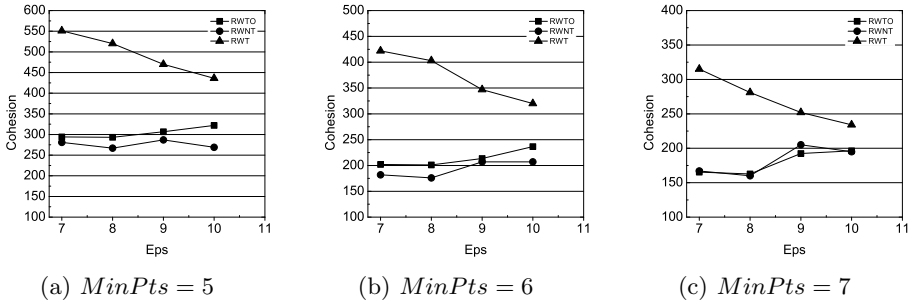 600
550
500
450
400
350
300
250
200
150
100
Cohesion
RWTO
RWNT
RWT
7 8 9 10 11
Eps
(a) MinPts = 5
500
450
400
350
300
250
200
150
100
Cohesion
RWTO
RWNT
RWT
7 8 9 10 11
Eps
(b) MinPts = 6
400
350
300
250
200
150
100
Cohesion
RWTO
RWNT
RWT
7 8 9 10 11
Eps
(c) MinPts = 7